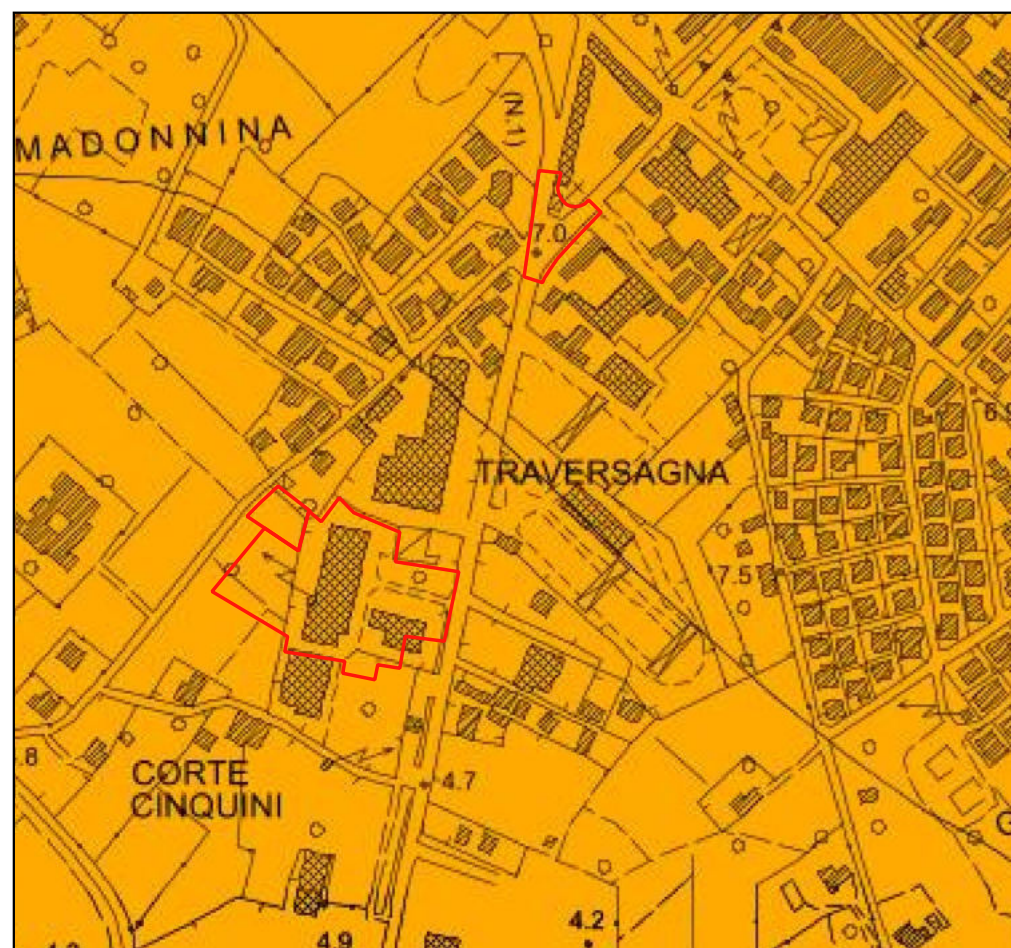 MADONNINA
(N.1)
7.0
TRAVERSAGNA
7.5
CORTE
CINQUINI
4.7
4.2
4.9